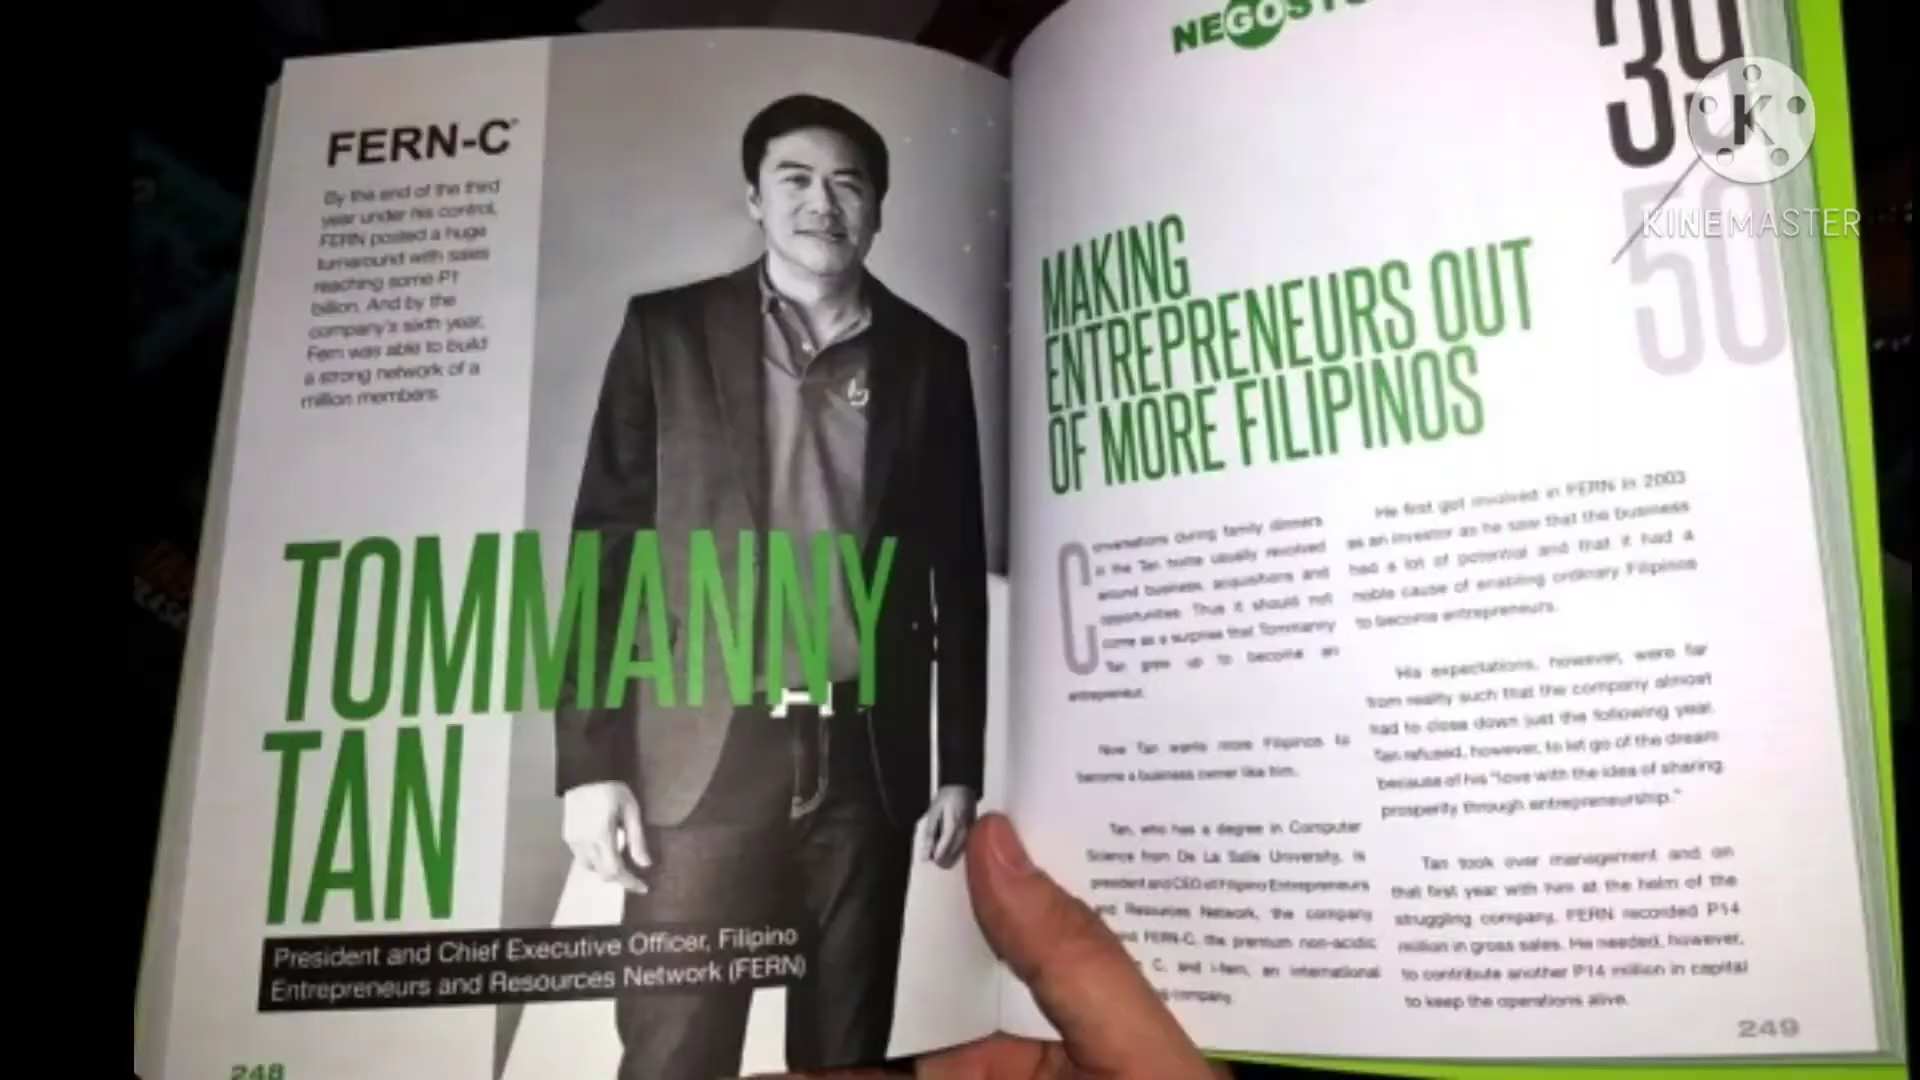 FERN-C
By the end of the third
year under his control,
FERN posted a huge
turnaround with sales
reaching some P1
billion. And by the
company's sixth year,
Fern was able to build
a strong network of a
million members.
TOMMANNY
TAN
President and Chief Executive Officer, Filipino
Entrepreneurs and Resources Network (FERN)
248
NEGOSYO
39
50
KINEMASTER
MAKING
ENTREPRENEURS OUT
OF MORE FILIPINOS
Conversations during family dinners
in the Tan home usually revolved
around business, acquisitions and
opportunities. Thus it should not
come as a surprise that Tommanny
Tan grew up to become an
entrepreneur.
Now Tan wants more Filipinos to
become a business owner like him.
Tan, who has a degree in Computer
Science from De La Salle University, is
president and CEO of Filipino Entrepreneurs
and Resources Network, the company
FERN-C, the premium non-acidic
C, and i-fern, an international
company.
He first got involved in FERN in 2003
as an investor as he saw that the business
had a lot of potential and that it had a
noble cause of enabling ordinary Filipinos
to become entrepreneurs.
His expectations, however, were far
from reality such that the company almost
had to close down just the following year.
Tan refused, however, to let go of the dream
because of his "love with the idea of sharing
prosperity through entrepreneurship."
Tan took over management and on
that first year with him at the helm of the
struggling company, FERN recorded P14
million in gross sales. He needed, however,
to contribute another P14 million in capital
to keep the operations alive.
249